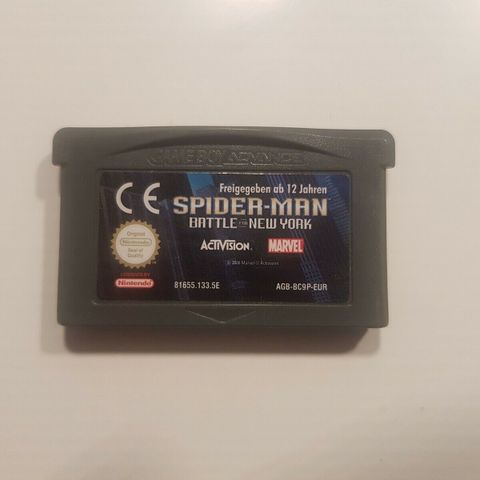 GAME BOY ADVANCE
Freigegeben ab 12 Jahren
CE
SPIDER-MAN
BATTLE FOR NEW YORK
Original
Nintendo
Seal of
Quality
ACTIVISION
MARVEL
LICENSED BY
Nintendo
81655.133.5E
AGB-BC9P-EUR